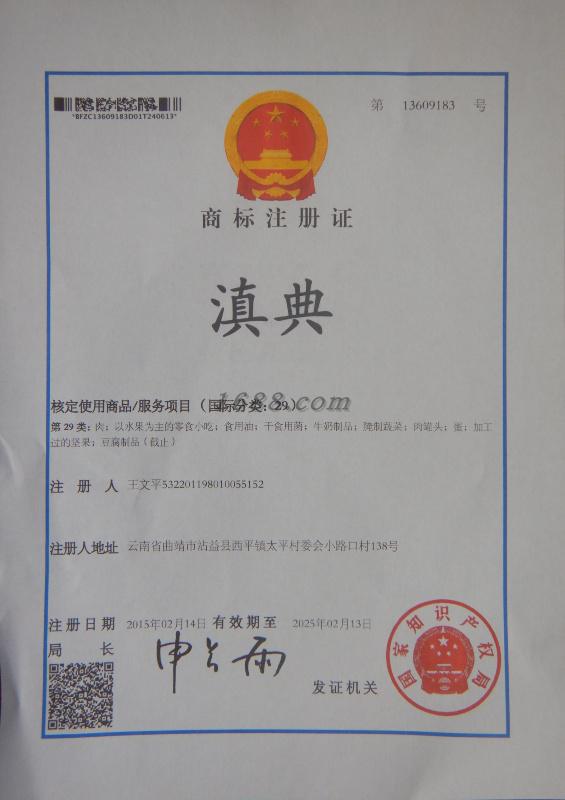 *BFZC13609183D01T240613*
第 13609183 号
商标注册证
滇典
核定使用商品/服务项目（国际分类：29）
1688.com
第29类：肉；以水果为主的零食小吃；食用油；干食用菌；牛奶制品；腌制蔬菜；肉罐头；蛋；加工
过的坚果；豆腐制品（截止）
注册人 王文平532201198010055152
注册人地址 云南省曲靖市沾益县西平镇太平村委会小路口村138号
注册日期 2015年02月14日 有效期至 2025年02月13日
局长 申长雨
发证机关
国家知识产权局